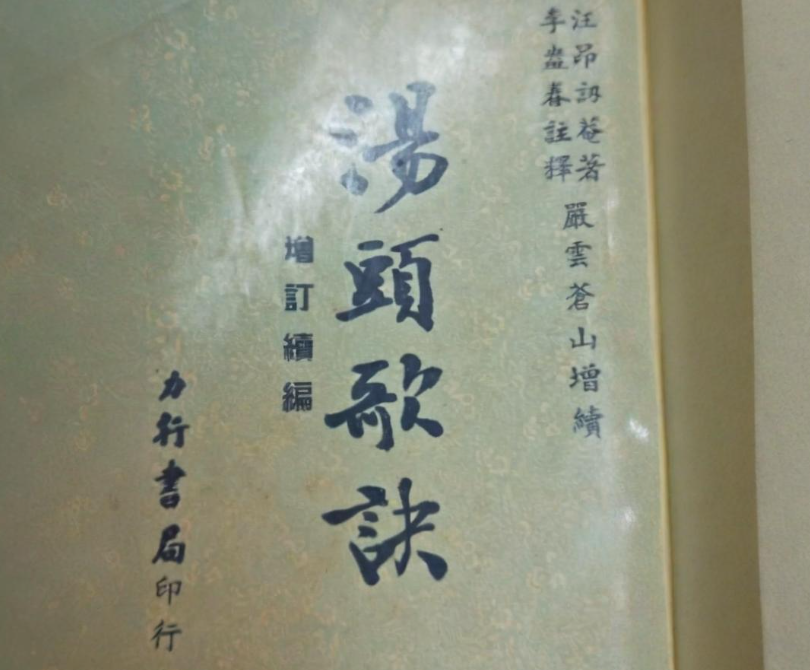 汪昂訒菴著
李盥春註釋
嚴雲蒼山增續
湯頭歌訣
增訂續編
力行書局印行